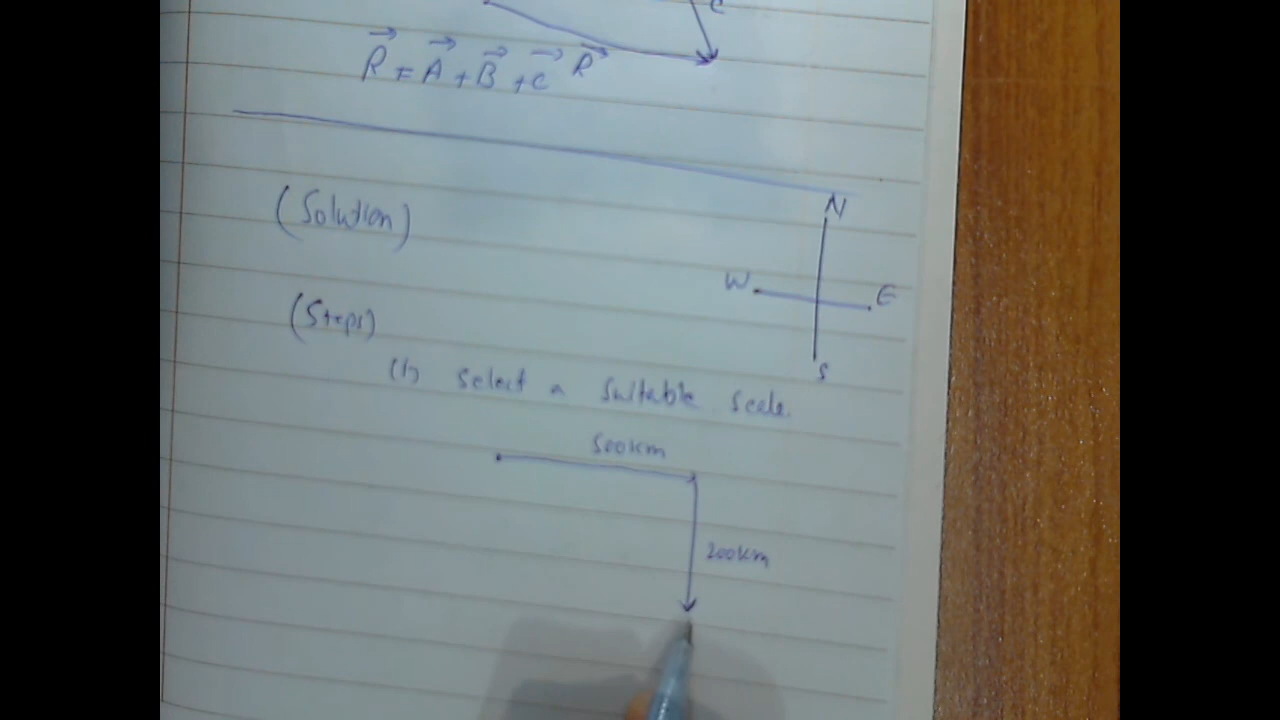 C
R = A + B + C R
(Solution)
N
W E
(Steps)
S
(1) Select a suitable scale.
500km
200km